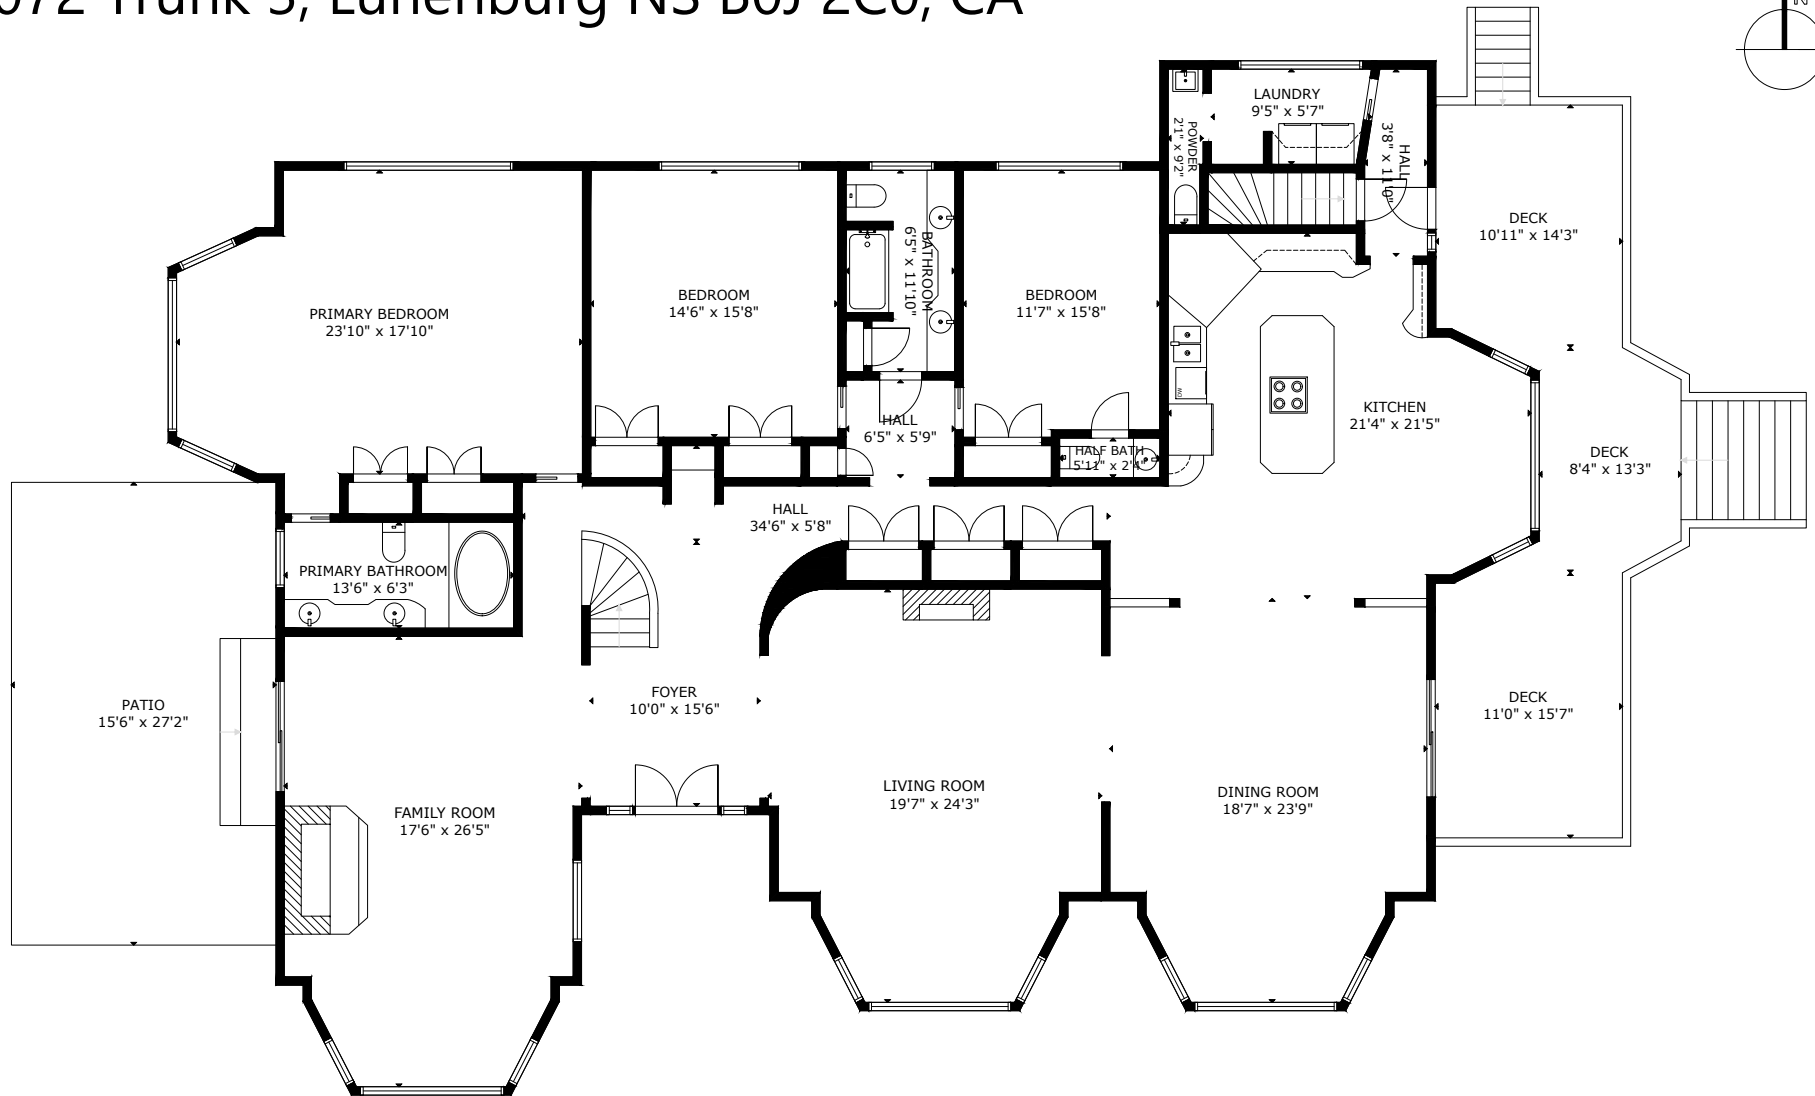 072 Trunk 3, Lunenburg NS B0J 2C0, CA
LAUNDRY
9'5" x 5'7"
POWDER
2'1" x 9'2"
HALL
3'8" x 11'0"
DECK
10'11" x 14'3"
PRIMARY BEDROOM
23'10" x 17'10"
BEDROOM
14'6" x 15'8"
BATHROOM
6'5" x 11'10"
BEDROOM
11'7" x 15'8"
KITCHEN
21'4" x 21'5"
DW
HALL
6'5" x 5'9"
HALF BATH
5'11" x 2'4"
DECK
8'4" x 13'3"
HALL
34'6" x 5'8"
PRIMARY BATHROOM
13'6" x 6'3"
PATIO
15'6" x 27'2"
FOYER
10'0" x 15'6"
DECK
11'0" x 15'7"
FAMILY ROOM
17'6" x 26'5"
LIVING ROOM
19'7" x 24'3"
DINING ROOM
18'7" x 23'9"